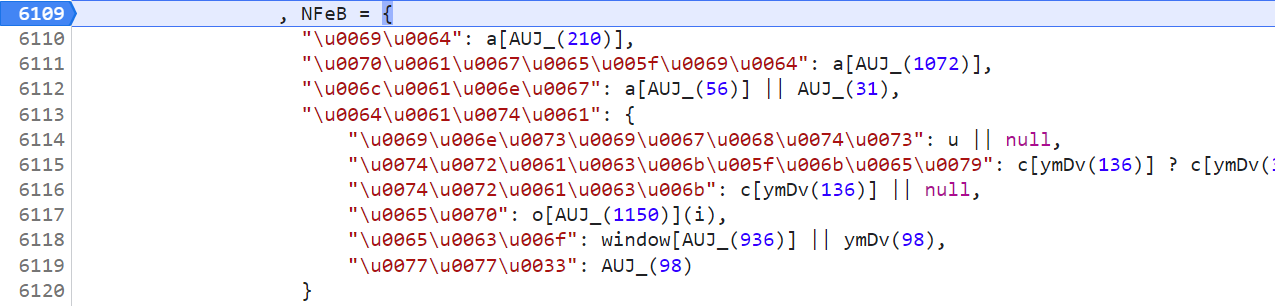 6109 , NFeB = {
6110 "\u0069\u0064": a[AUJ_(210)],
6111 "\u0070\u0061\u0067\u0065\u005f\u0069\u0064": a[AUJ_(1072)],
6112 "\u006c\u0061\u006e\u0067": a[AUJ_(56)] || AUJ_(31),
6113 "\u0064\u0061\u0074\u0061": {
6114 "\u0069\u006e\u0073\u0069\u0067\u0068\u0074\u0073": u || null,
6115 "\u0074\u0072\u0061\u0063\u006b\u005f\u006b\u0065\u0079": c[ymDv(136)] ? c[ymDv(
6116 "\u0074\u0072\u0061\u0063\u006b": c[ymDv(136)] || null,
6117 "\u0065\u0070": o[AUJ_(1150)](i),
6118 "\u0065\u0063\u006f": window[AUJ_(936)] || ymDv(98),
6119 "\u0077\u0077\u0033": AUJ_(98)
6120 }